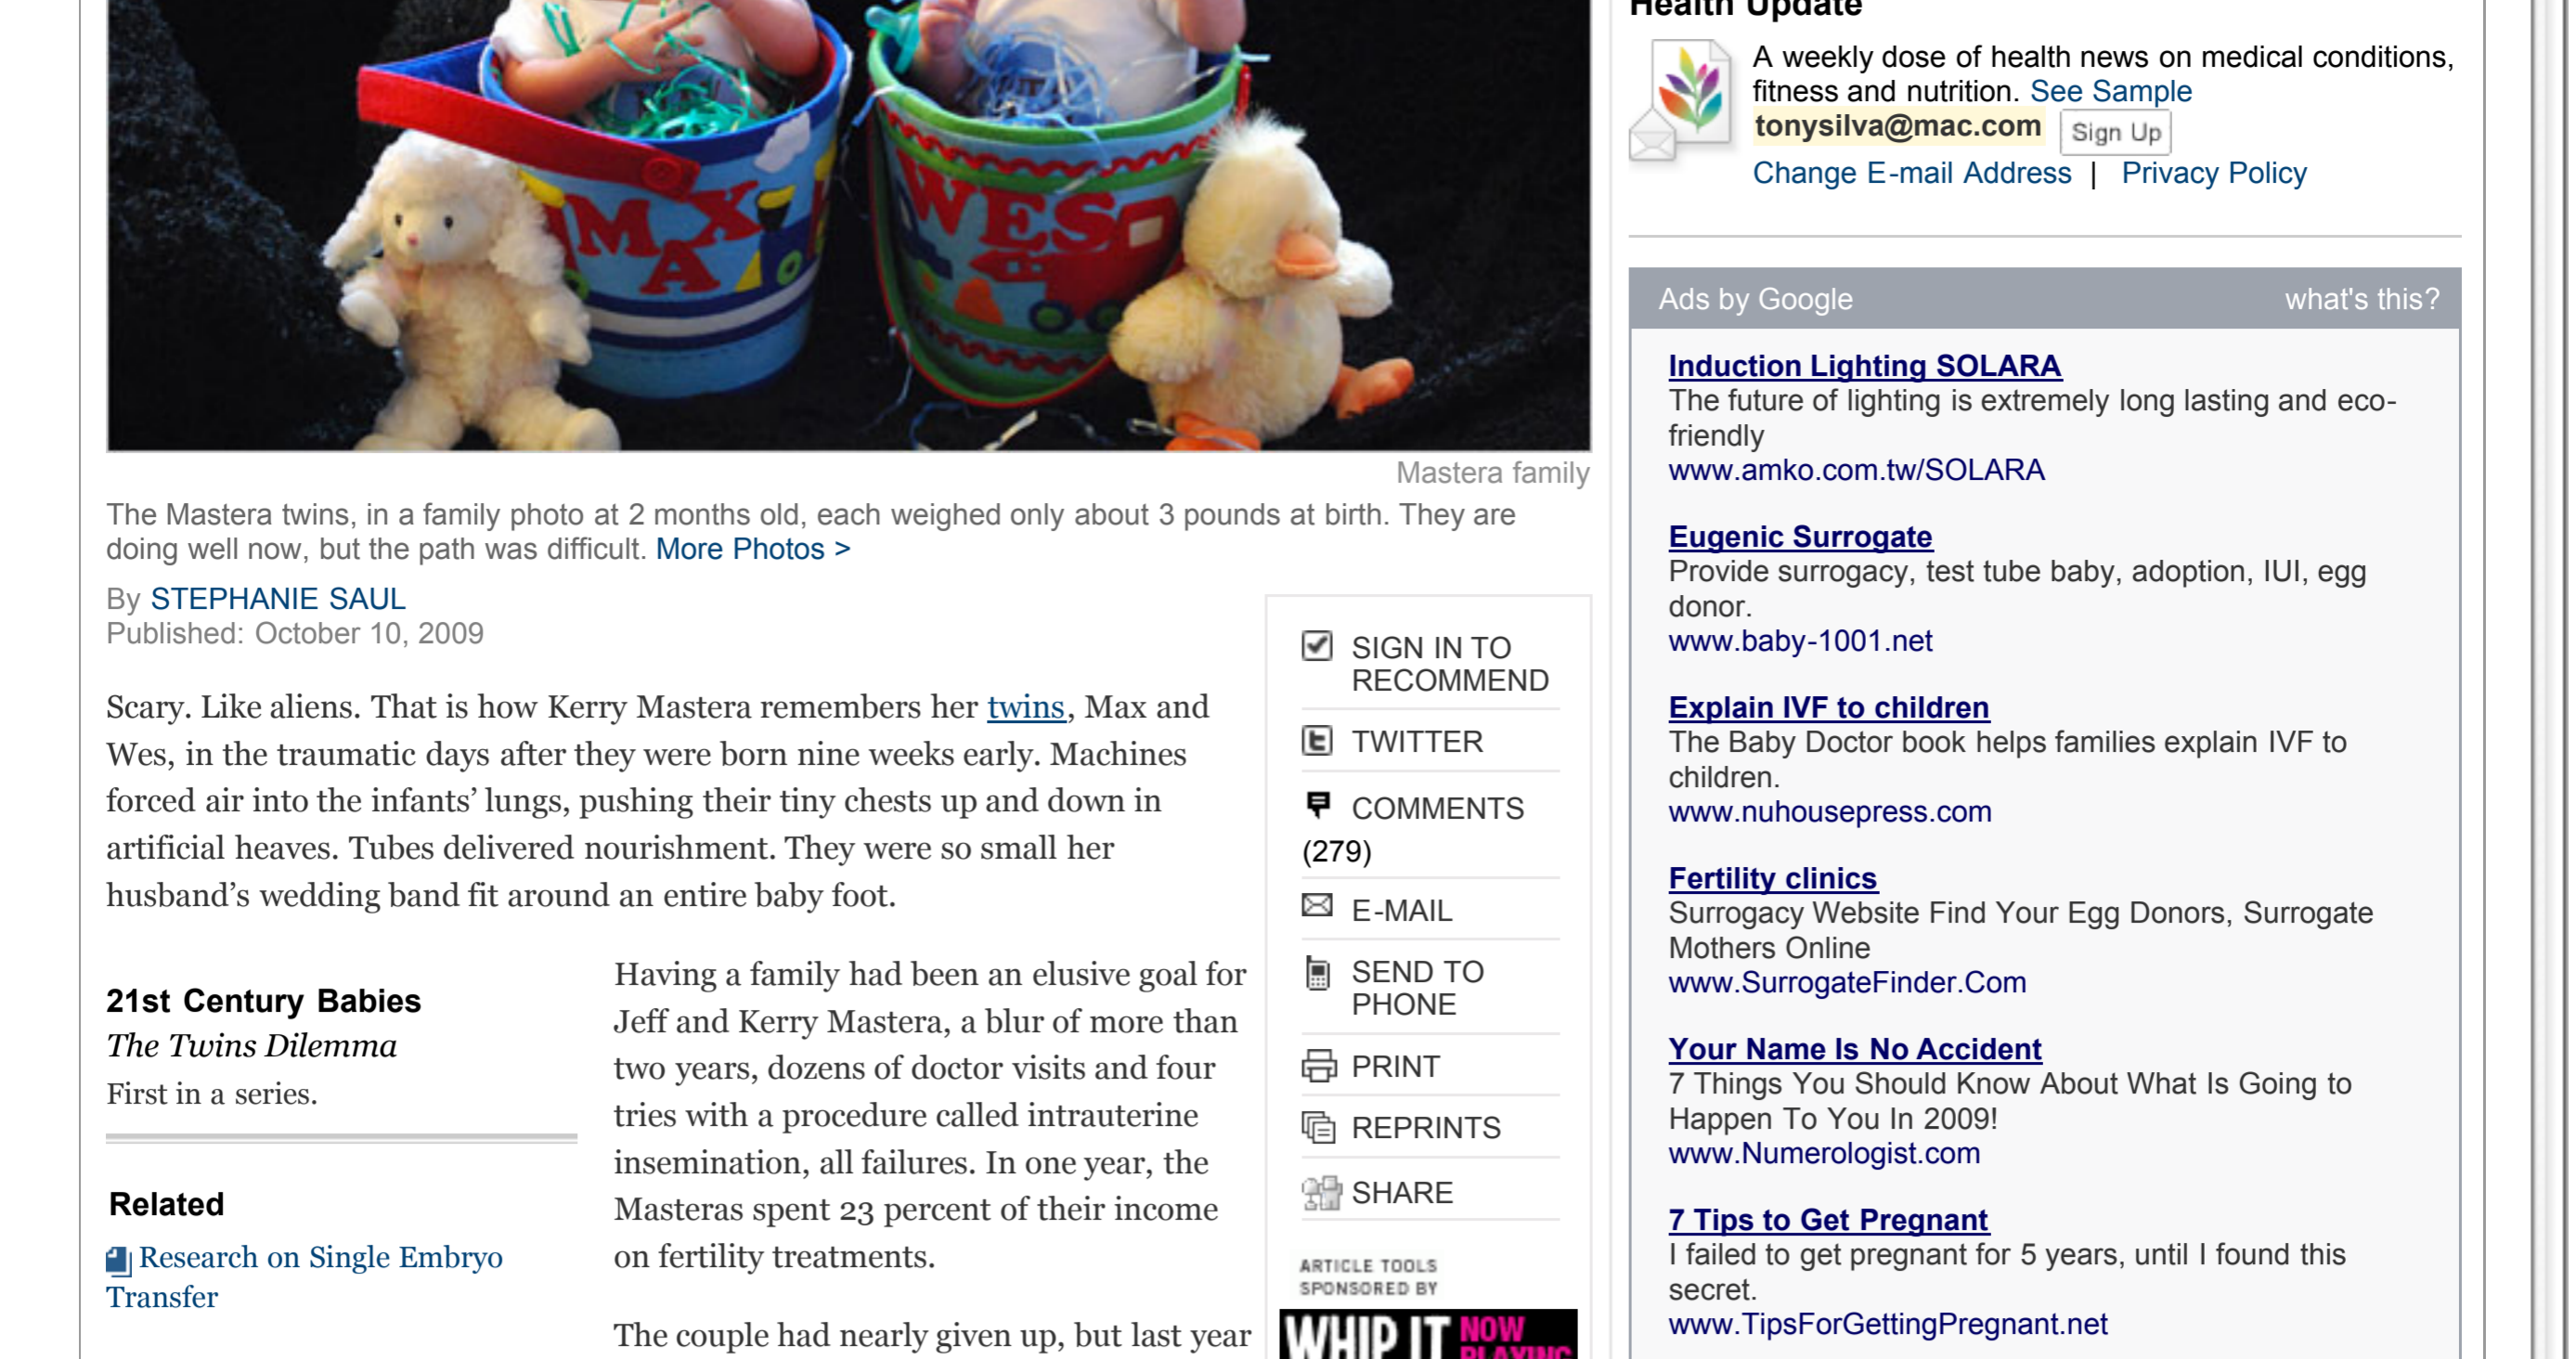 MAX
WES
Mastera family
The Mastera twins, in a family photo at 2 months old, each weighed only about 3 pounds at birth. They are
doing well now, but the path was difficult. More Photos >
By STEPHANIE SAUL
Published: October 10, 2009
Scary. Like aliens. That is how Kerry Mastera remembers her twins, Max and
Wes, in the traumatic days after they were born nine weeks early. Machines
forced air into the infants’ lungs, pushing their tiny chests up and down in
artificial heaves. Tubes delivered nourishment. They were so small her
husband’s wedding band fit around an entire baby foot.
21st Century Babies
The Twins Dilemma
First in a series.
Related
Research on Single Embryo
Transfer
Having a family had been an elusive goal for
Jeff and Kerry Mastera, a blur of more than
two years, dozens of doctor visits and four
tries with a procedure called intrauterine
insemination, all failures. In one year, the
Masteras spent 23 percent of their income
on fertility treatments.
The couple had nearly given up, but last year
SIGN IN TO
RECOMMEND
TWITTER
COMMENTS
(279)
E-MAIL
SEND TO
PHONE
PRINT
REPRINTS
SHARE
ARTICLE TOOLS
SPONSORED BY
WHIP IT NOW
PLAYING
Health Update
A weekly dose of health news on medical conditions,
fitness and nutrition. See Sample
tonysilva@mac.com Sign Up
Change E-mail Address | Privacy Policy
Ads by Google what's this?
Induction Lighting SOLARA
The future of lighting is extremely long lasting and eco-
friendly
www.amko.com.tw/SOLARA
Eugenic Surrogate
Provide surrogacy, test tube baby, adoption, IUI, egg
donor.
www.baby-1001.net
Explain IVF to children
The Baby Doctor book helps families explain IVF to
children.
www.nuhousepress.com
Fertility clinics
Surrogacy Website Find Your Egg Donors, Surrogate
Mothers Online
www.SurrogateFinder.Com
Your Name Is No Accident
7 Things You Should Know About What Is Going to
Happen To You In 2009!
www.Numerologist.com
7 Tips to Get Pregnant
I failed to get pregnant for 5 years, until I found this
secret.
www.TipsForGettingPregnant.net